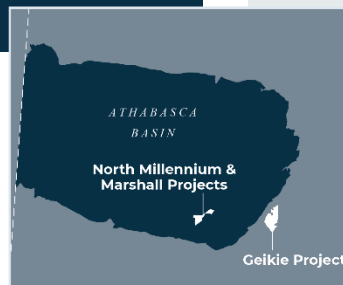 ATHABASCA
BASIN
North Millennium &
Marshall Projects
Geikie Project